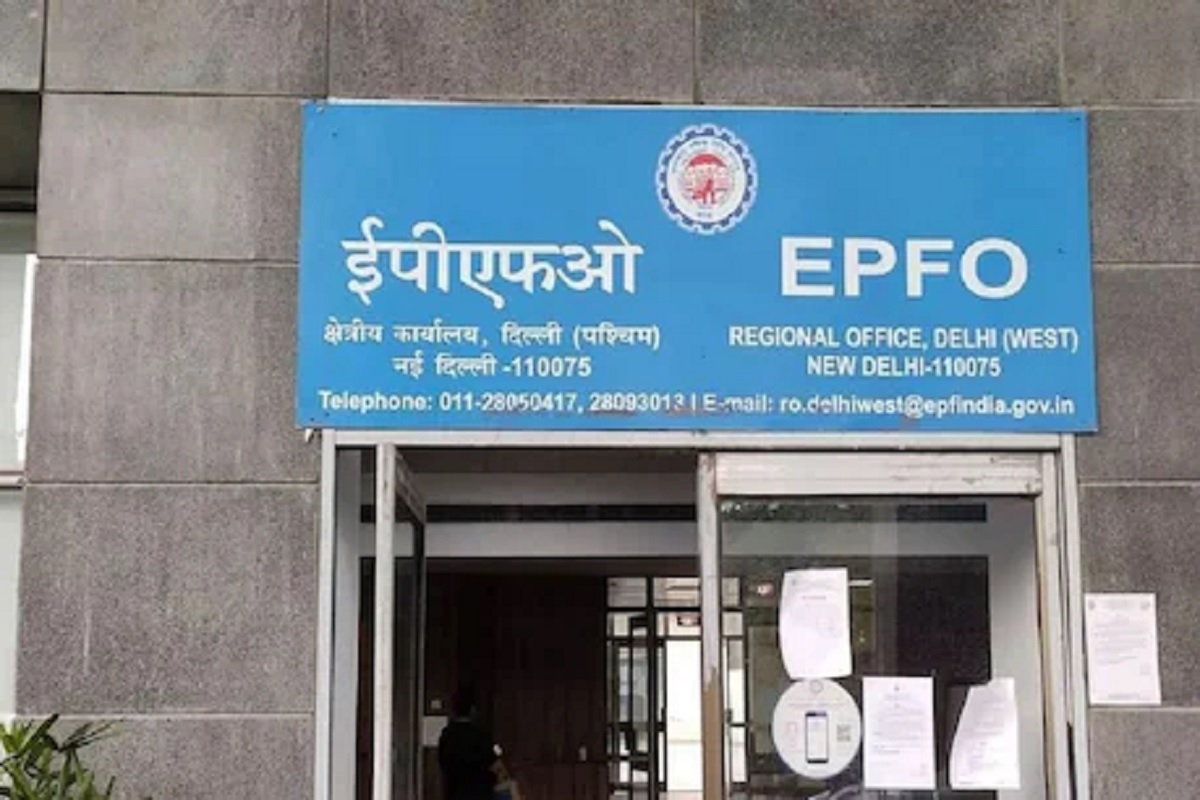 ईपीएफओ
क्षेत्रीय कार्यालय, दिल्ली (पश्चिम)
नई दिल्ली -110075
EPFO
REGIONAL OFFICE, DELHI (WEST)
NEW DELHI-110075
Telephone: 011-28050417, 28093013 | E-mail: ro.delhiwest@epfindia.gov.in